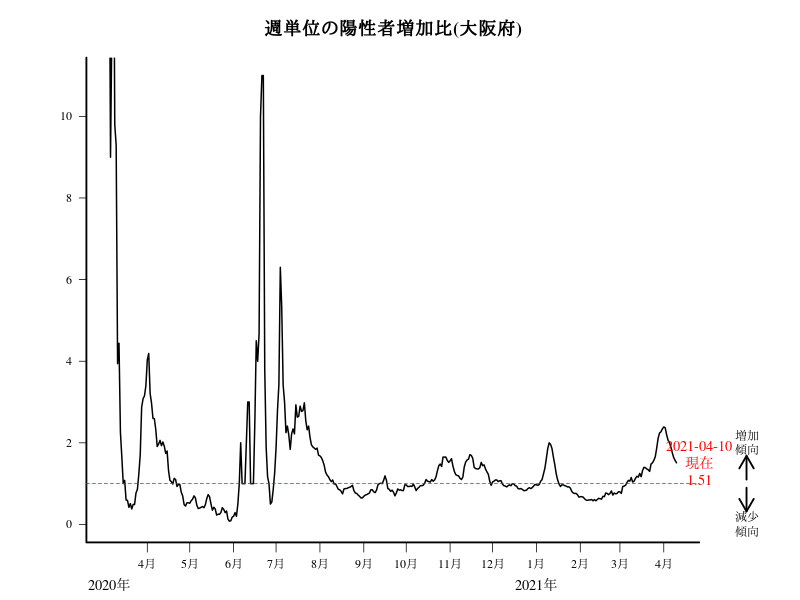 週単位の陽性者増加比(大阪府)
10
8
6
4
2
0
4月 5月 6月 7月 8月 9月 10月 11月 12月 1月 2月 3月 4月
2020年 2021年
2021-04-10
現在
1.51
増加
傾向
減少
傾向